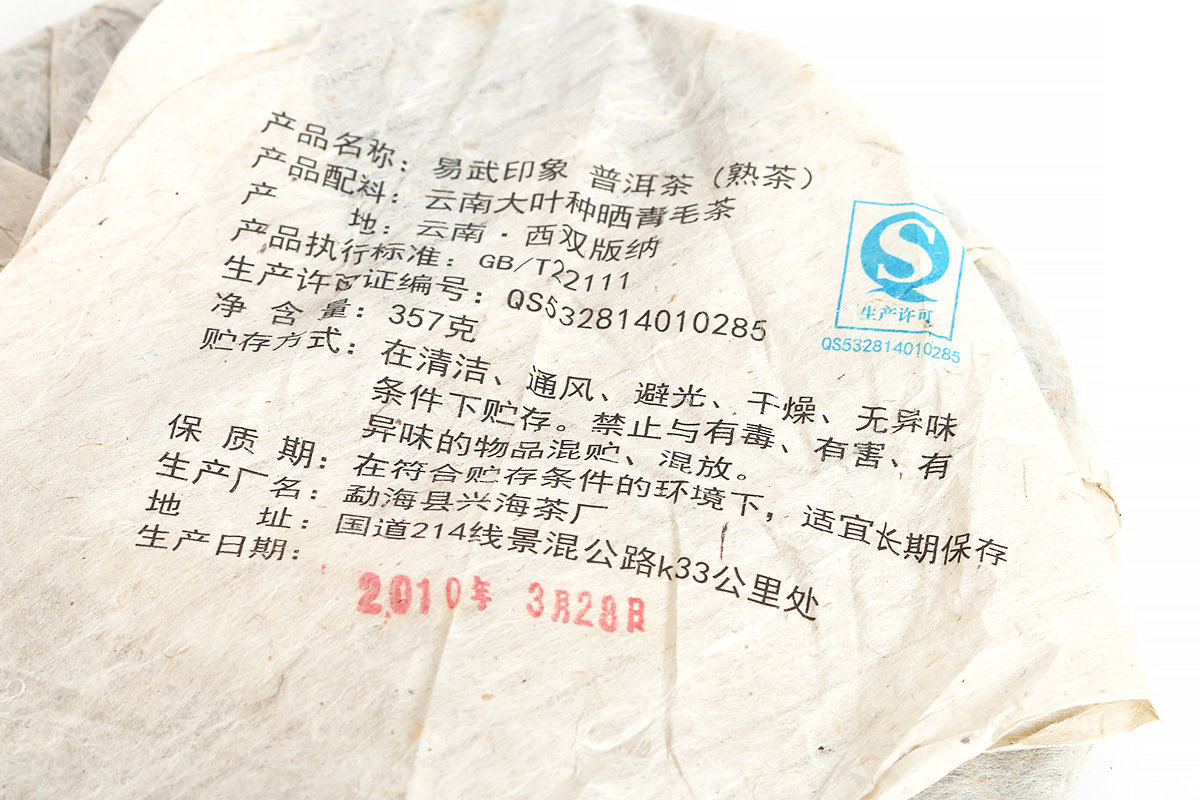 产品名称：易武印象 普洱茶（熟茶）
产品配料：云南大叶种晒青毛茶
产 地：云南·西双版纳
产品执行标准：GB/T22111
生产许可证编号：QS532814010285
净 含 量：357克
贮存方式：在清洁、通风、避光、干燥、无异味
条件下贮存。禁止与有毒、有害、有
异味的物品混贮、混放。
保 质 期：在符合贮存条件的环境下，适宜长期保存
生产厂名：勐海县兴海茶厂
地 址：国道214线景混公路k33公里处
生产日期：
2010年 3月28日
S
生产许可
QS532814010285